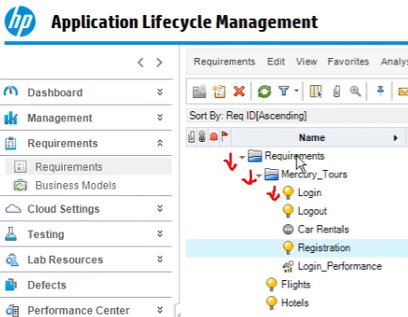 hp Application Lifecycle Management
Dashboard
Management
Requirements
Requirements
Business Models
Cloud Settings
Testing
Lab Resources
Defects
Performance Center
Requirements Edit View Favorites Analys
Sort By: Req ID[Ascending]
Name
Requirements
Mercury_Tours
Login
Logout
Car Rentals
Registration
Login_Performance
Flights
Hotels